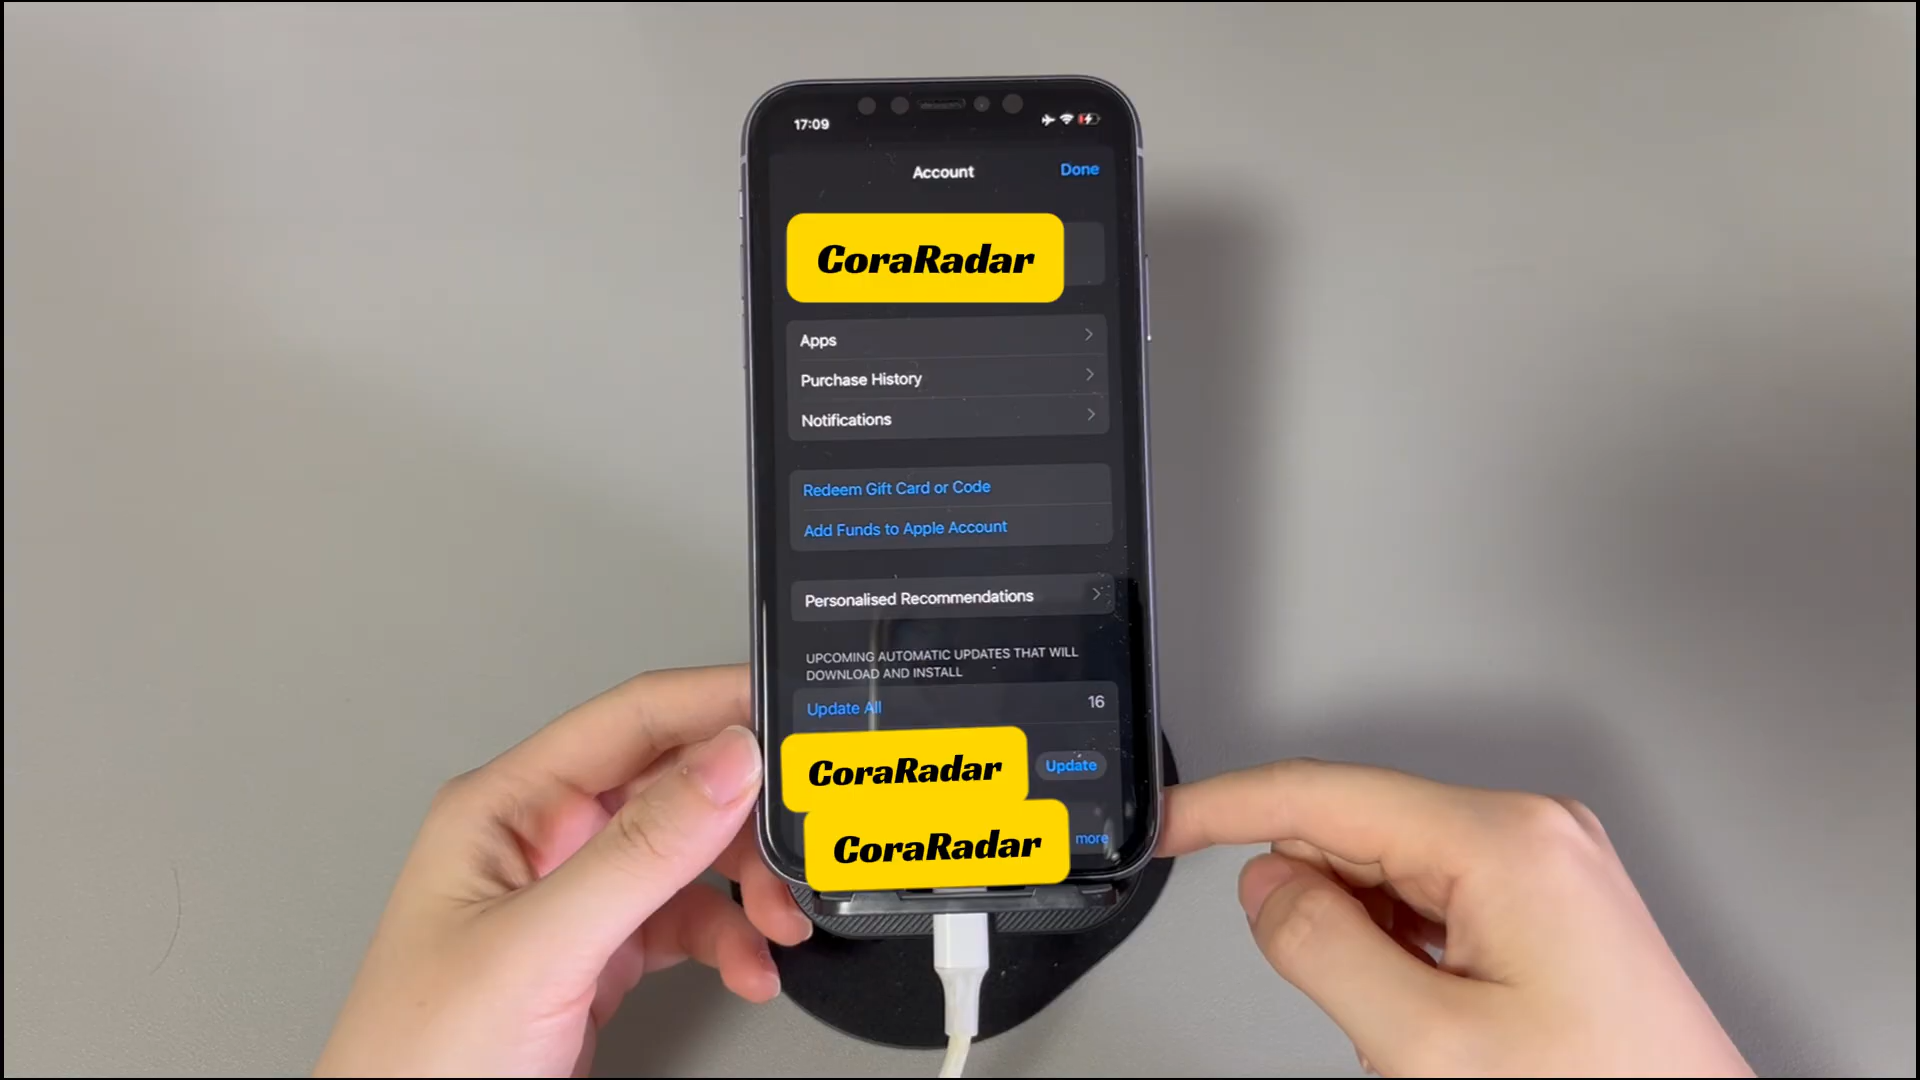 17:09
Account
Done
CoraRadar
Apps
Purchase History
Notifications
Redeem Gift Card or Code
Add Funds to Apple Account
Personalised Recommendations
UPCOMING AUTOMATIC UPDATES THAT WILL
DOWNLOAD AND INSTALL
Update All
16
CoraRadar
Update
CoraRadar
more